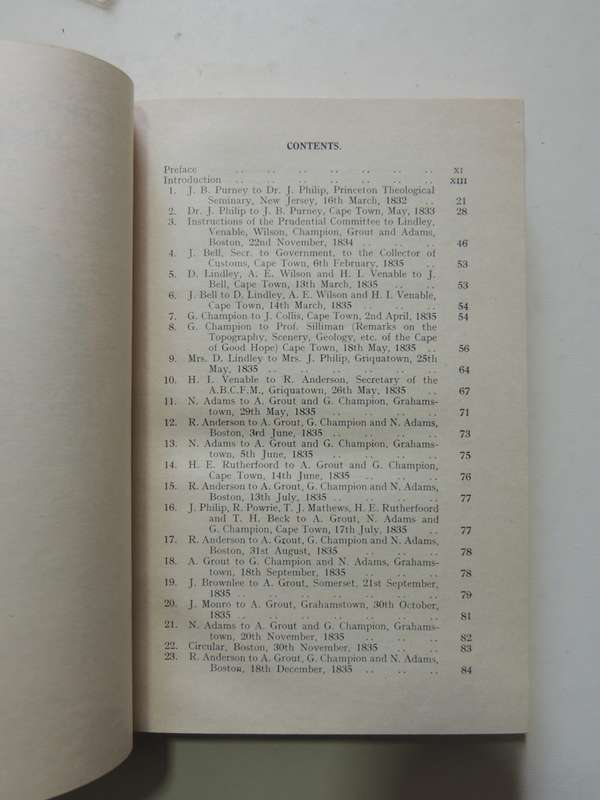 CONTENTS.
Preface .. .. .. .. .. .. .. XI
Introduction .. .. .. .. .. .. .. XIII
1. J. B. Purney to Dr. J. Philip, Princeton Theological
Seminary, New Jersey, 16th March, 1832 .. 21
2. Dr. J. Philip to J. B. Purney, Cape Town, May, 1833 28
3. Instructions of the Prudential Committee to Lindley,
Venable, Wilson, Champion, Grout and Adams,
Boston, 22nd November, 1834 .. .. .. 46
4. J. Bell, Secr. to Government, to the Collector of
Customs, Cape Town, 6th February, 1835 .. 53
5. D. Lindley, A. E. Wilson and H. I. Venable to J.
Bell, Cape Town, 13th March, 1835 .. .. 53
6. J. Bell to D. Lindley, A. E. Wilson and H. I. Venable,
Cape Town, 14th March, 1835 .. .. .. 54
7. G. Champion to J. Collis, Cape Town, 2nd April, 1835 54
8. G. Champion to Prof. Silliman (Remarks on the
Topography, Scenery, Geology, etc. of the Cape
of Good Hope) Cape Town, 18th May, 1835 .. 56
9. Mrs. D. Lindley to Mrs. J. Philip, Griquatown, 25th
May, 1835 .. .. .. .. .. .. 64
10. H. I. Venable to R. Anderson, Secretary of the
A.B.C.F.M., Griquatown, 26th May, 1835 .. 67
11. N. Adams to A. Grout and G. Champion, Grahams-
town, 29th May, 1835 .. .. .. .. 71
12. R. Anderson to A. Grout, G. Champion and N. Adams,
Boston, 3rd June, 1835 .. .. .. .. 73
13. N. Adams to A. Grout and G. Champion, Grahams-
town, 5th June, 1835 .. .. .. .. 75
14. H. E. Rutherfoord to A. Grout and G. Champion,
Cape Town, 14th June, 1835 .. .. .. 76
15. R. Anderson to A. Grout, G. Champion and N. Adams,
Boston, 13th July, 1835 .. .. .. .. 77
16. J. Philip, R. Powrie, T. J. Mathews, H. E. Rutherfoord
and T. H. Beck to A. Grout, N. Adams and
G. Champion, Cape Town, 17th July, 1835 .. 77
17. R. Anderson to A. Grout, G. Champion and N. Adams,
Boston, 31st August, 1835 .. .. .. 78
18. A. Grout to G. Champion and N. Adams, Grahams-
town, 18th September, 1835 .. .. .. 78
19. J. Brownlee to A. Grout, Somerset, 21st September,
1835 .. .. .. .. .. .. .. 79
20. J. Monro to A. Grout, Grahamstown, 30th October,
1835 .. .. .. .. .. .. .. 81
21. N. Adams to A. Grout and G. Champion, Grahams-
town, 20th November, 1835 .. .. .. 82
22. Circular, Boston, 30th November, 1835 .. .. 83
23. R. Anderson to A. Grout, G. Champion and N. Adams,
Boston, 18th December, 1835 .. .. .. 84